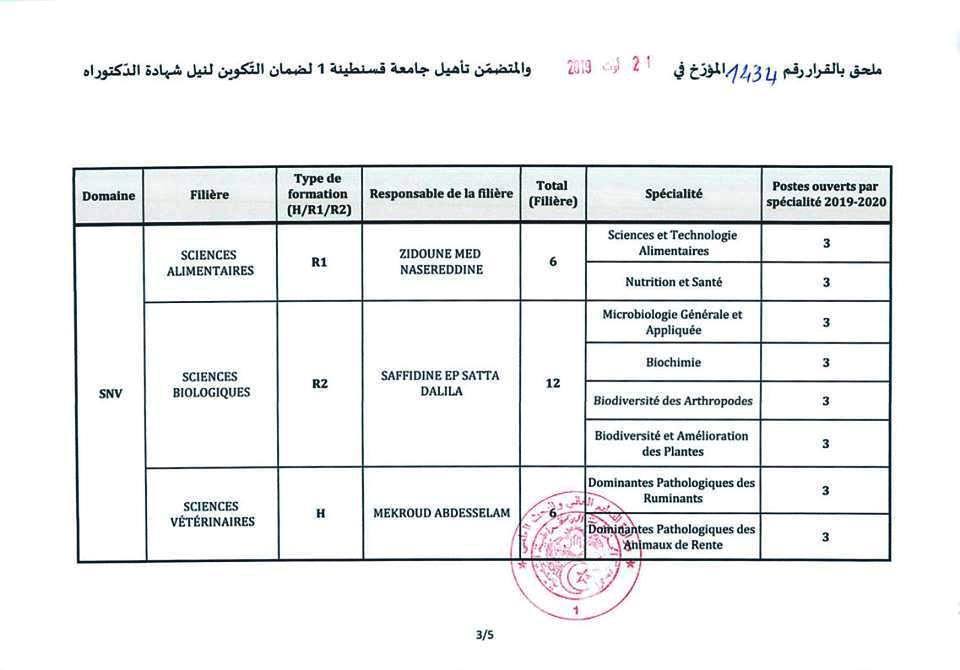 ملحق بالقرار رقم 1434 المؤرّخ في 21 أوت 2019 والمتضمّن تأهيل جامعة قسنطينة 1 لضمان التّكوين لنيل شهادة الدّكتوراه
Domaine
Filière
Type de
formation
(H/R1/R2)
Responsable de la filière
Total
(Filière)
Spécialité
Postes ouverts par
spécialité 2019-2020
SNV
SCIENCES
ALIMENTAIRES
R1
ZIDOUNE MED
NASEREDDINE
6
Sciences et Technologie
Alimentaires
3
Nutrition et Santé
3
SCIENCES
BIOLOGIQUES
R2
SAFFIDINE EP SATTA
DALILA
12
Microbiologie Générale et
Appliquée
3
Biochimie
3
Biodiversité des Arthropodes
3
Biodiversité et Amélioration
des Plantes
3
SCIENCES
VÉTÉRINAIRES
H
MEKROUD ABDESSELAM
6
Dominantes Pathologiques des
Ruminants
3
Dominantes Pathologiques des
Animaux de Rente
3
1
3/5